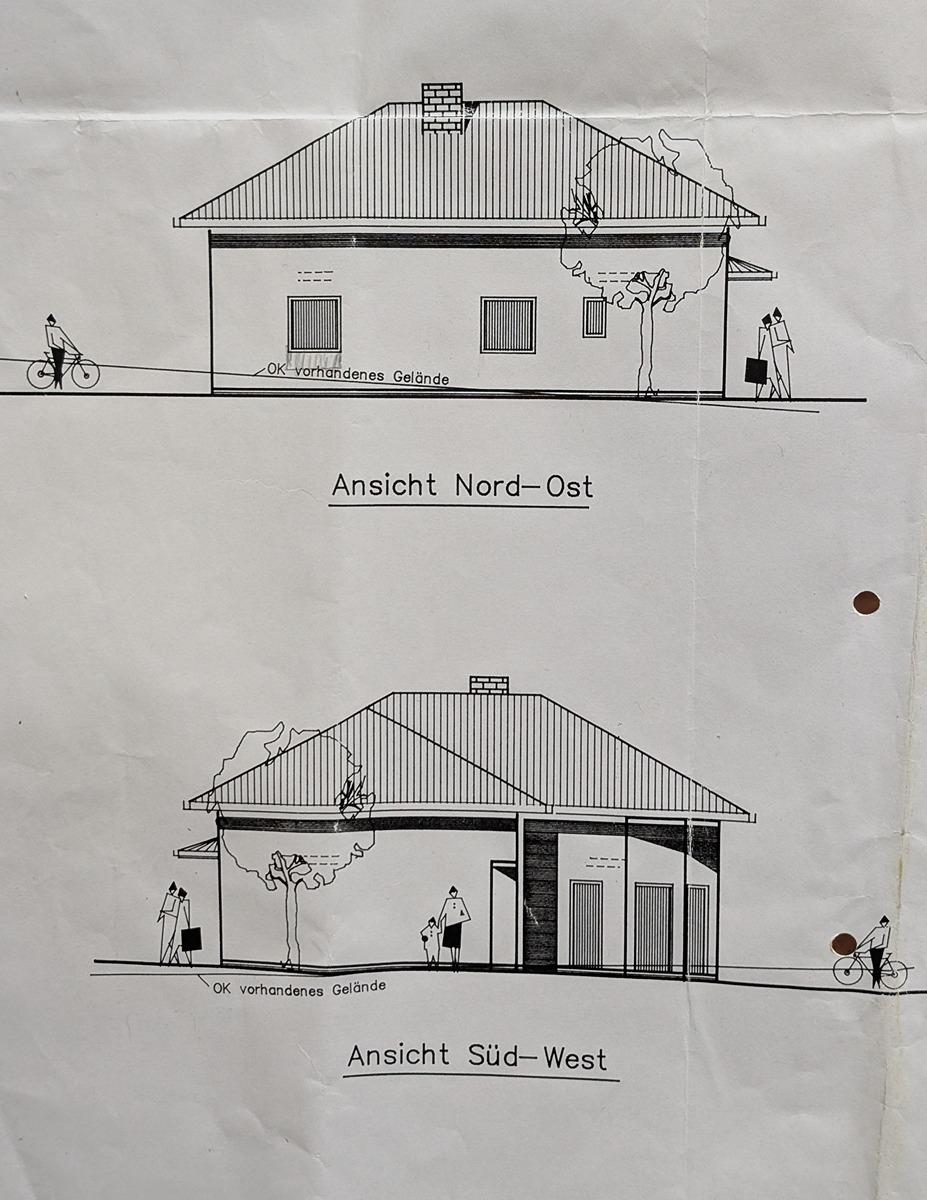 OK vorhandenes Gelände
Ansicht Nord-Ost
OK vorhandenes Gelände
Ansicht Süd-West